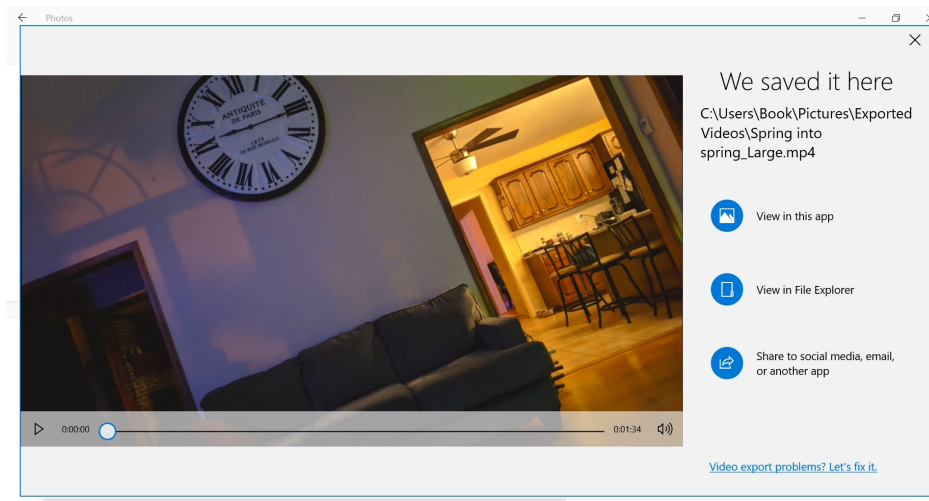 Photos
We saved it here
C:\Users\Book\Pictures\Exported
Videos\Spring into
spring_Large.mp4
ANTIQUITÉ
DE PARIS
View in this app
View in File Explorer
Share to social media, email,
or another app
0:00:00
0:01:34
Video export problems? Let's fix it.